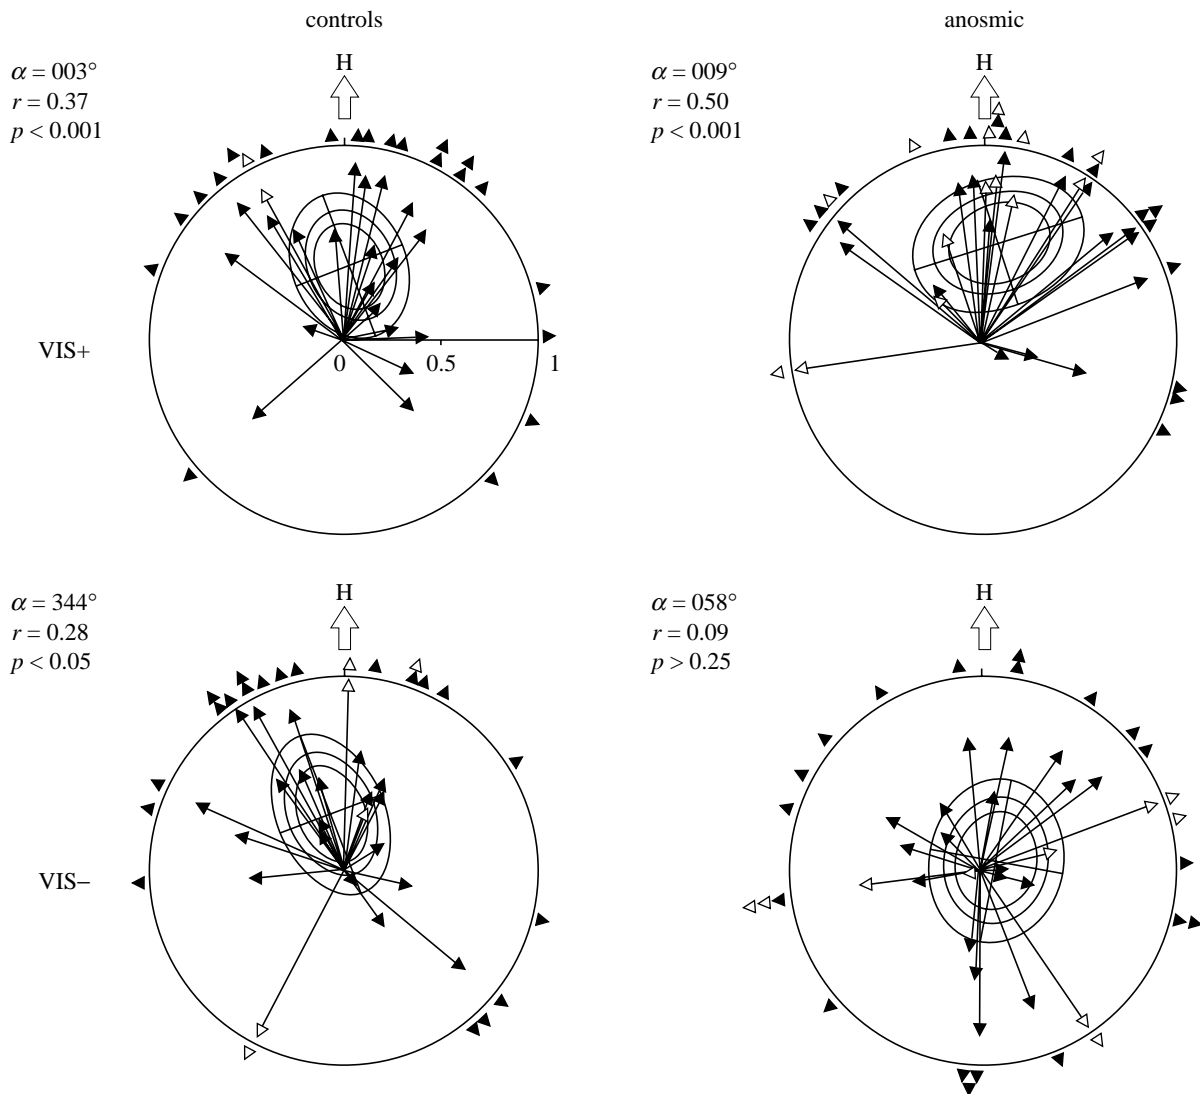 controls
anosmic
H
α = 003°
r = 0.37
p < 0.001
H
α = 009°
r = 0.50
p < 0.001
VIS+
0
0.5
1
H
α = 344°
r = 0.28
p < 0.05
H
α = 058°
r = 0.09
p > 0.25
VIS–